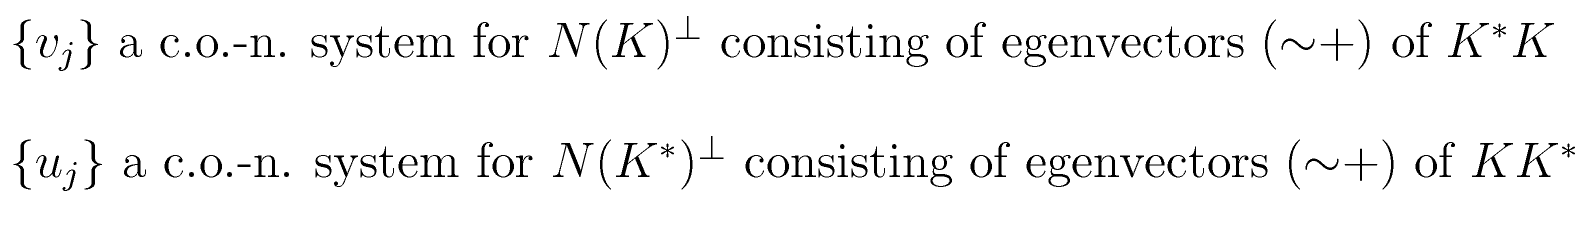 {v_j} a c.o.-n. system for N(K)^⊥ consisting of egenvectors (∼+) of K*K
{u_j} a c.o.-n. system for N(K*)^⊥ consisting of egenvectors (∼+) of KK*